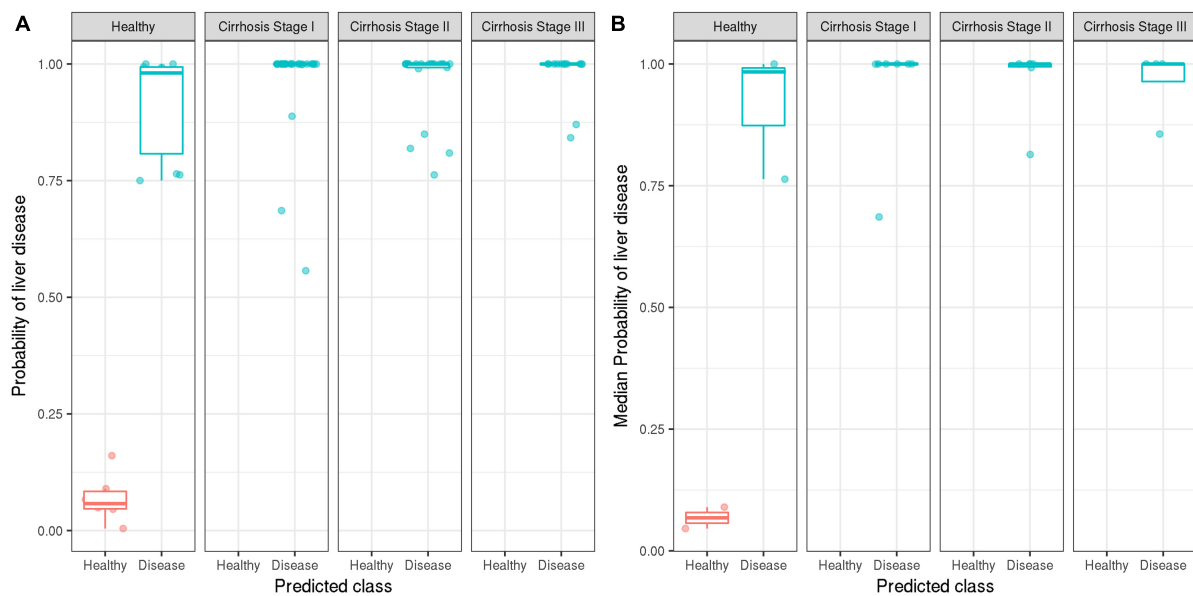 A
Healthy
Cirrhosis Stage I
Cirrhosis Stage II
Cirrhosis Stage III
Probability of liver disease
1.00
0.75
0.50
0.25
0.00
Healthy Disease
Healthy Disease
Healthy Disease
Healthy Disease
Predicted class
B
Healthy
Cirrhosis Stage I
Cirrhosis Stage II
Cirrhosis Stage III
Median Probability of liver disease
1.00
0.75
0.50
0.25
0.00
Healthy Disease
Healthy Disease
Healthy Disease
Healthy Disease
Predicted class